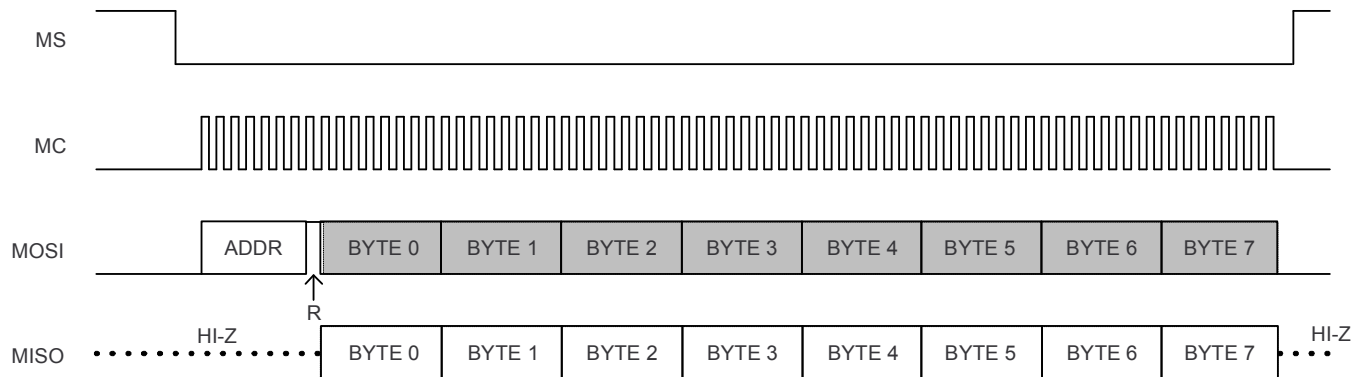 MS
MC
MOSI ADDR BYTE 0 BYTE 1 BYTE 2 BYTE 3 BYTE 4 BYTE 5 BYTE 6 BYTE 7
R
HI-Z HI-Z
MISO BYTE 0 BYTE 1 BYTE 2 BYTE 3 BYTE 4 BYTE 5 BYTE 6 BYTE 7